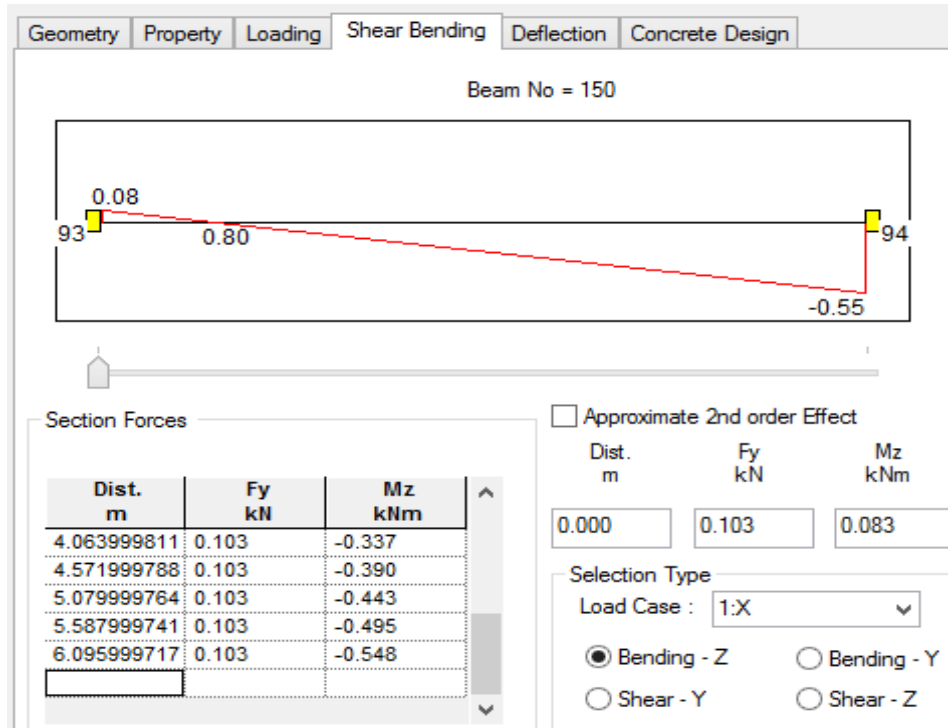 Geometry Property Loading Shear Bending Deflection Concrete Design
Beam No = 150
0.08
93 0.80 94
-0.55
Section Forces
Dist. Fy Mz
m kN kNm
4.063999811 0.103 -0.337
4.571999788 0.103 -0.390
5.079999764 0.103 -0.443
5.587999741 0.103 -0.495
6.095999717 0.103 -0.548
Approximate 2nd order Effect
Dist. Fy Mz
m kN kNm
0.000 0.103 0.083
Selection Type
Load Case : 1:X
Bending - Z Bending - Y
Shear - Y Shear - Z